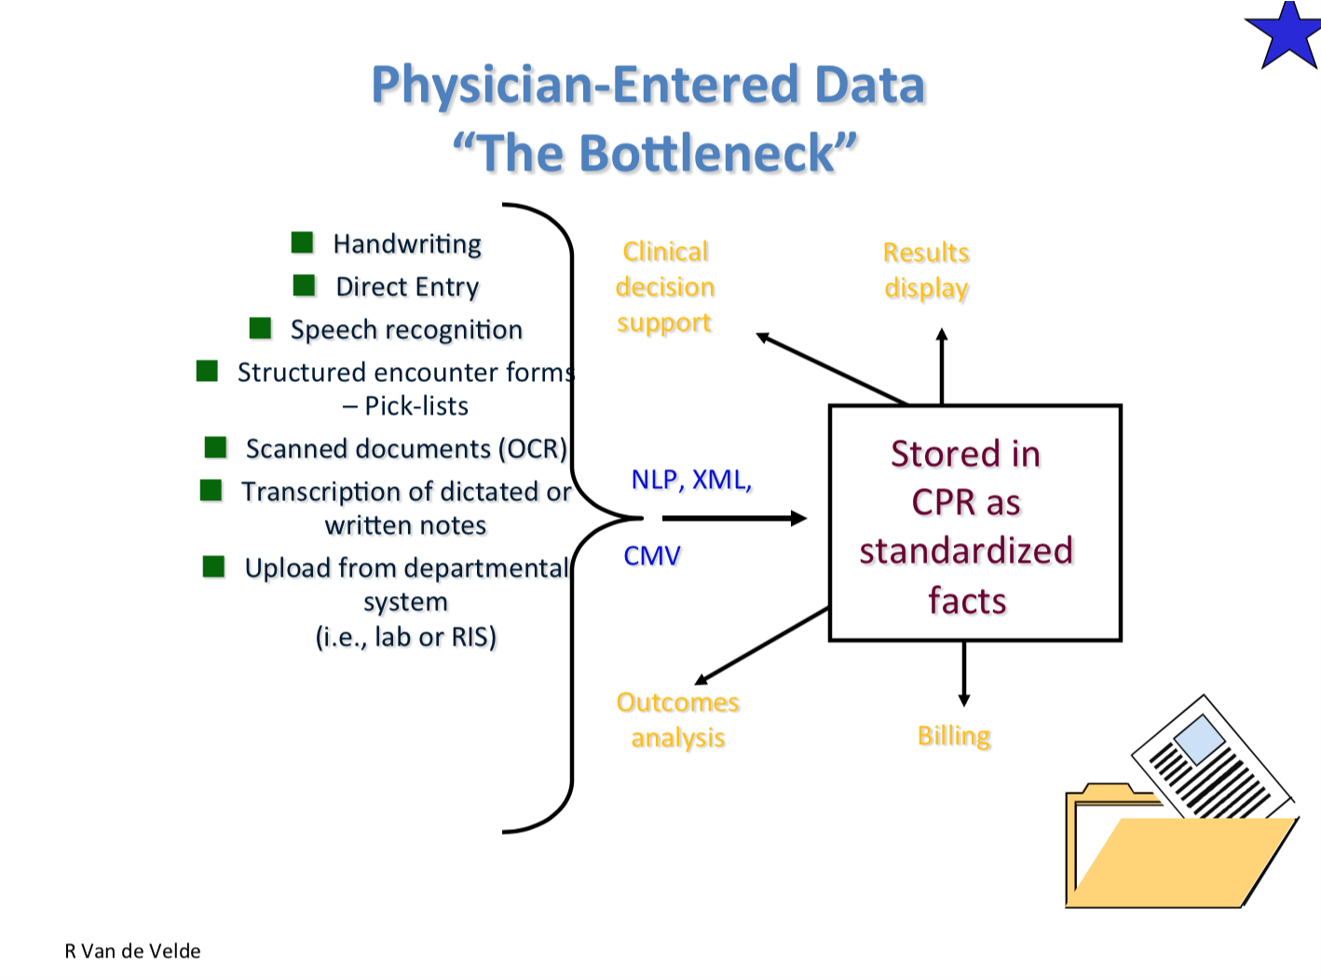 Physician-Entered Data
“The Bottleneck”
Handwriting
Direct Entry
Speech recognition
Structured encounter forms
– Pick-lists
Scanned documents (OCR)
Transcription of dictated or
written notes
Upload from departmental
system
(i.e., lab or RIS)
Clinical
decision
support
Results
display
NLP, XML,
CMV
Stored in
CPR as
standardized
facts
Outcomes
analysis
Billing
R Van de Velde